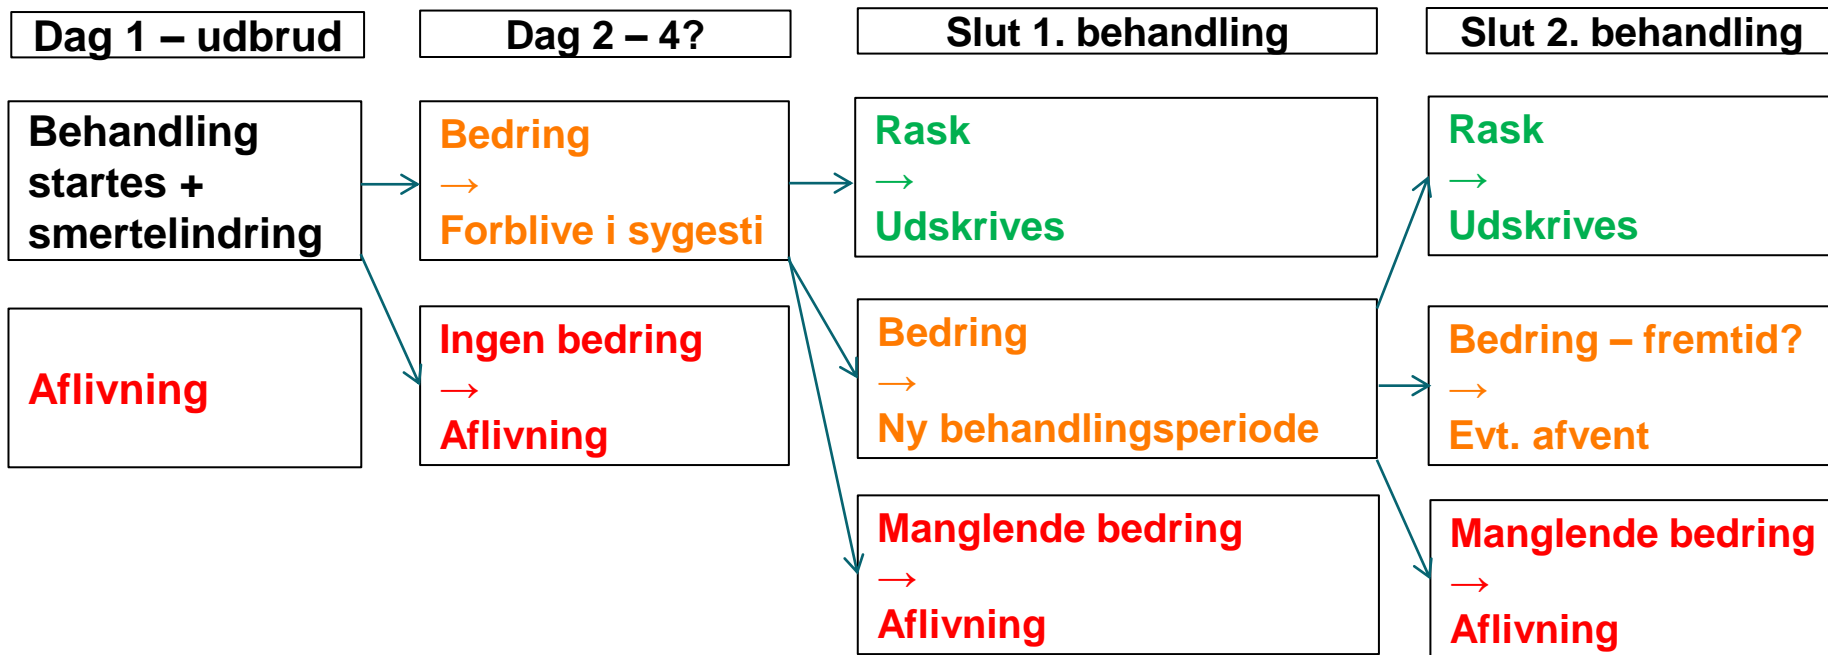 Dag 1 – udbrud
Dag 2 – 4?
Slut 1. behandling
Slut 2. behandling
Behandling
startes +
smertelindring
Aflivning
Bedring
→
Forblive i sygesti
Ingen bedring
→
Aflivning
Rask
→
Udskrives
Bedring
→
Ny behandlingsperiode
Manglende bedring
→
Aflivning
Rask
→
Udskrives
Bedring – fremtid?
→
Evt. afvent
Manglende bedring
→
Aflivning